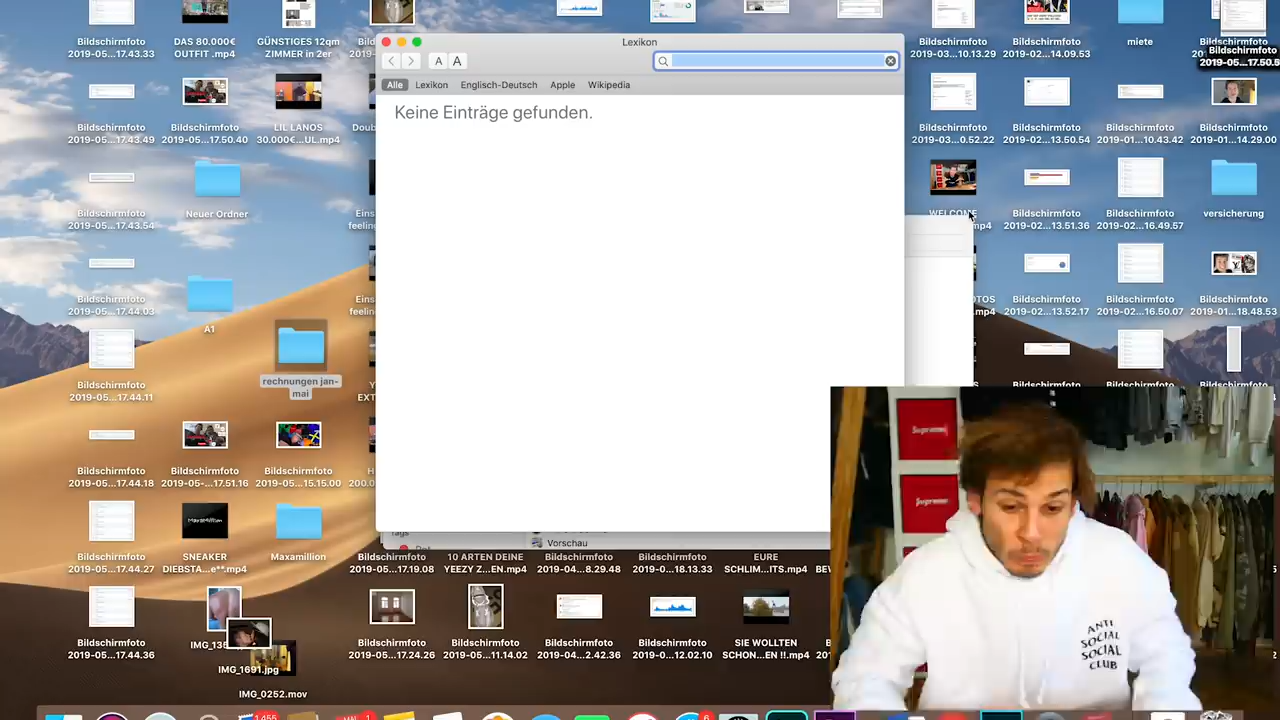 Lexikon
A A
Alle Lexikon Englisch-Deutsch Apple Wikipedia
Keine Einträge gefunden.
Vorschau
Bildschirmfoto
2019-05...17.43.33
DAS 80.000€
OUTFIT .mp4
GÜNSTIGES 12qm
ZIMMER in 2er
Bildschirmfoto
2019-03....10.13.29
Bildschirmfoto
2019-02...14.09.53
miete
Bildschirmfoto
2019-05...17.50.5
Bildschirmfoto
2019-05...17.43.49
Bildschirmfoto
2019-05...17.50.40
LIL LANOS
30.000€...UL.mp4
Bildschirmfoto
2019-03....0.52.22
Bildschirmfoto
2019-02...13.50.54
Bildschirmfoto
2019-01...10.43.42
Bildschirmfoto
2019-01...14.29.00
Bildschirmfoto
2019-05...17.43.54
Neuer Ordner
WELCOME
mp4
Bildschirmfoto
2019-02...13.51.36
Bildschirmfoto
2019-02...16.49.57
versicherung
Bildschirmfoto
2019-05...17.44.03
A1
Bildschirmfoto
2019-02...13.52.17
Bildschirmfoto
2019-02...16.50.07
Bildschirmfoto
2019-01...18.48.53
Bildschirmfoto
2019-05...17.44.11
rechnungen jan-
mai
Bildschirmfoto
Bildschirmfoto
Bildschirmfoto
Bildschirmfoto
2019-05...17.44.18
Bildschirmfoto
2019-05-...17.51.16
Bildschirmfoto
2019-05...15.15.00
Bildschirmfoto
2019-05...17.44.27
SNEAKER
DIEBSTA...e**.mp4
Maxamillion
Bildschirmfoto
2019-05...17.19.08
10 ARTEN DEINE
YEEZY Z...EN.mp4
Bildschirmfoto
2019-04...8.29.48
Bildschirmfoto
2019-0...18.13.33
EURE
SCHLIM...ITS.mp4
Bildschirmfoto
2019-05...17.44.36
IMG_1691.jpg
IMG_0252.mov
Bildschirmfoto
2019-05...17.24.26
Bildschirmfoto
2019-05...11.14.02
Bildschirmfoto
2019-04...2.42.36
Bildschirmfoto
2019-0...12.02.10
SIE WOLLTEN
SCHON...EN !!.mp4
Supreme
Supreme
ANTI
SOCIAL
SOCIAL
CLUB
1.455